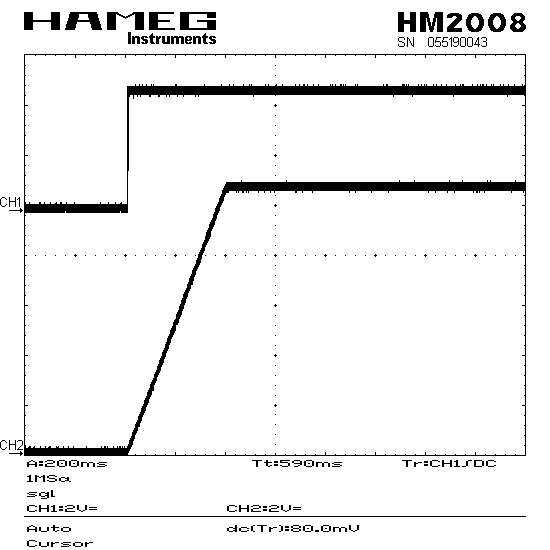 HAMEG
Instruments
HM2008
SN 055190043
CH1
CH2
A:200ms Tt:590ms Tr:CH1∫DC
1MSa
sgl
CH1:2V= CH2:2V=
Auto dc(Tr):80.0mV
Cursor